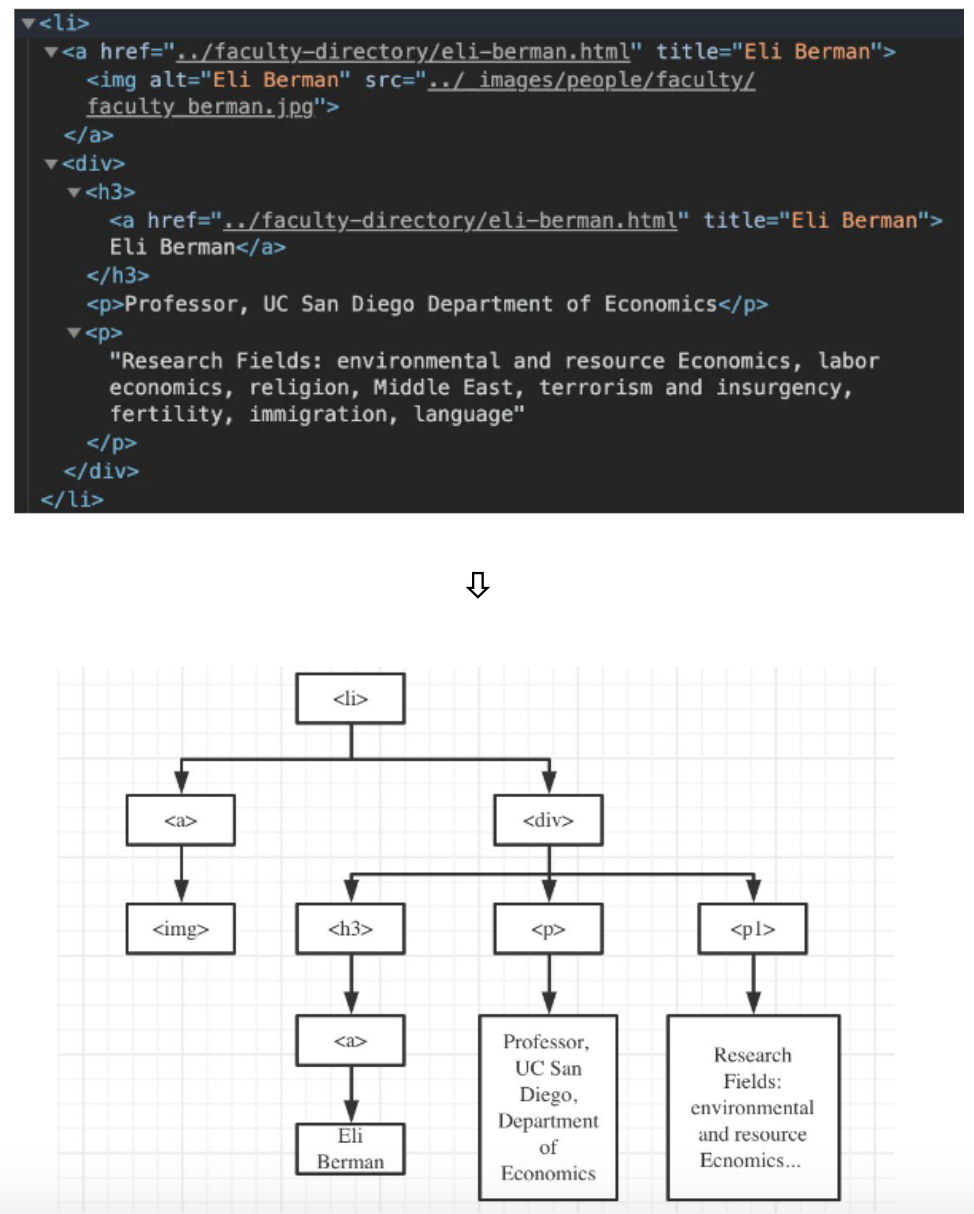 ▼<li>
▼<a href="../faculty-directory/eli-berman.html" title="Eli Berman">
<img alt="Eli Berman" src="../_images/people/faculty/
faculty_berman.jpg">
</a>
▼<div>
▼<h3>
<a href="../faculty-directory/eli-berman.html" title="Eli Berman">
Eli Berman</a>
</h3>
<p>Professor, UC San Diego Department of Economics</p>
▼<p>
"Research Fields: environmental and resource Economics, labor
economics, religion, Middle East, terrorism and insurgency,
fertility, immigration, language"
</p>
</div>
</li>
<li>
<a>
<div>
<img>
<h3>
<p>
<p1>
<a>
Eli
Berman
Professor,
UC San
Diego,
Department
of
Economics
Research
Fields:
environmental
and resource
Ecnomics...